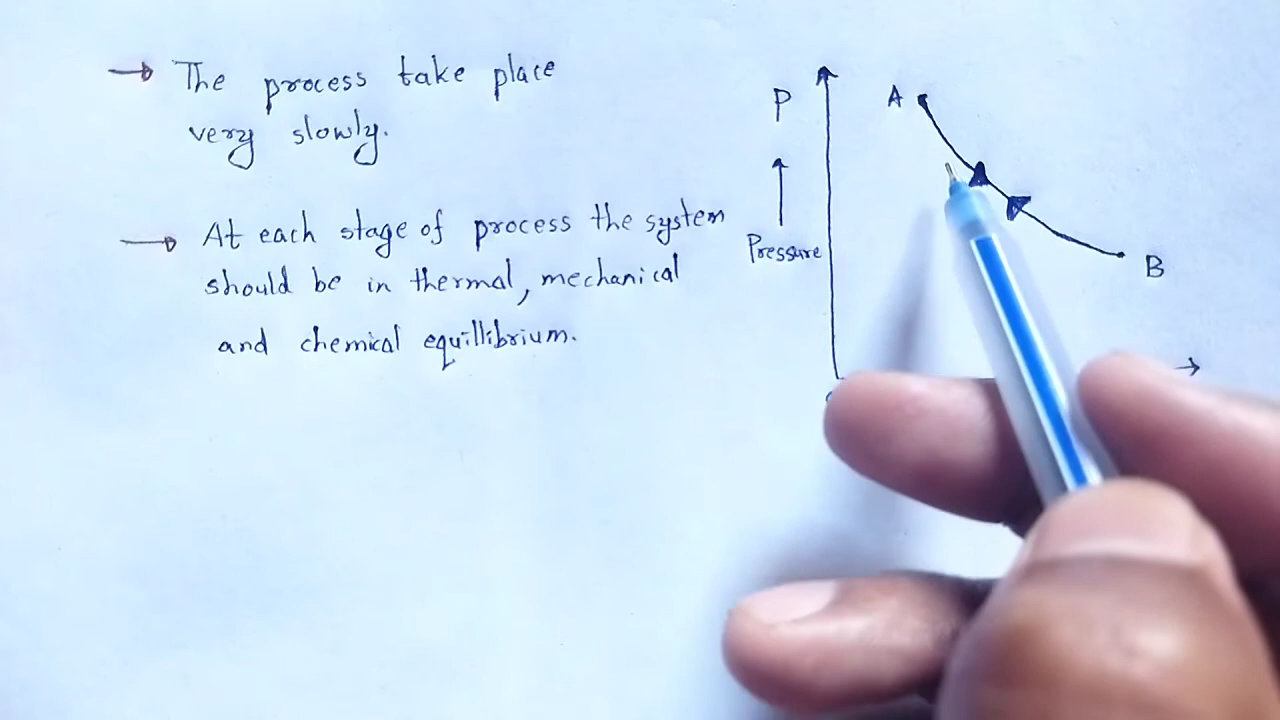 → The process take place
very slowly.
→ At each stage of process the system
should be in thermal, mechanical
and chemical equillibrium.
P
Pressure
A
B